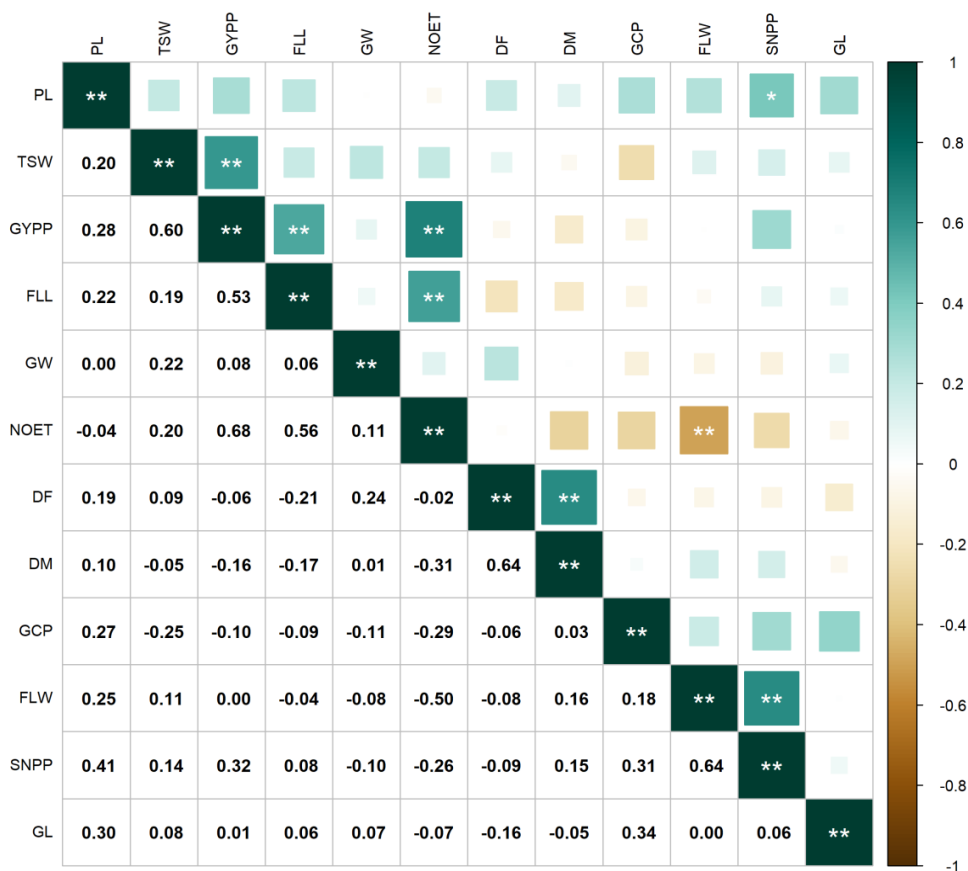 PL TSW GYPP FLL GW NOET DF DM GCP FLW SNPP GL
PL ** * 1
TSW 0.20 ** ** 0.8
GYPP 0.28 0.60 ** ** ** 0.6
FLL 0.22 0.19 0.53 ** ** 0.4
GW 0.00 0.22 0.08 0.06 ** 0.2
NOET -0.04 0.20 0.68 0.56 0.11 ** ** 0
DF 0.19 0.09 -0.06 -0.21 0.24 -0.02 ** ** -0.2
DM 0.10 -0.05 -0.16 -0.17 0.01 -0.31 0.64 **
GCP 0.27 -0.25 -0.10 -0.09 -0.11 -0.29 -0.06 0.03 ** -0.4
FLW 0.25 0.11 0.00 -0.04 -0.08 -0.50 -0.08 0.16 0.18 ** ** -0.6
SNPP 0.41 0.14 0.32 0.08 -0.10 -0.26 -0.09 0.15 0.31 0.64 ** -0.8
GL 0.30 0.08 0.01 0.06 0.07 -0.07 -0.16 -0.05 0.34 0.00 0.06 ** -1